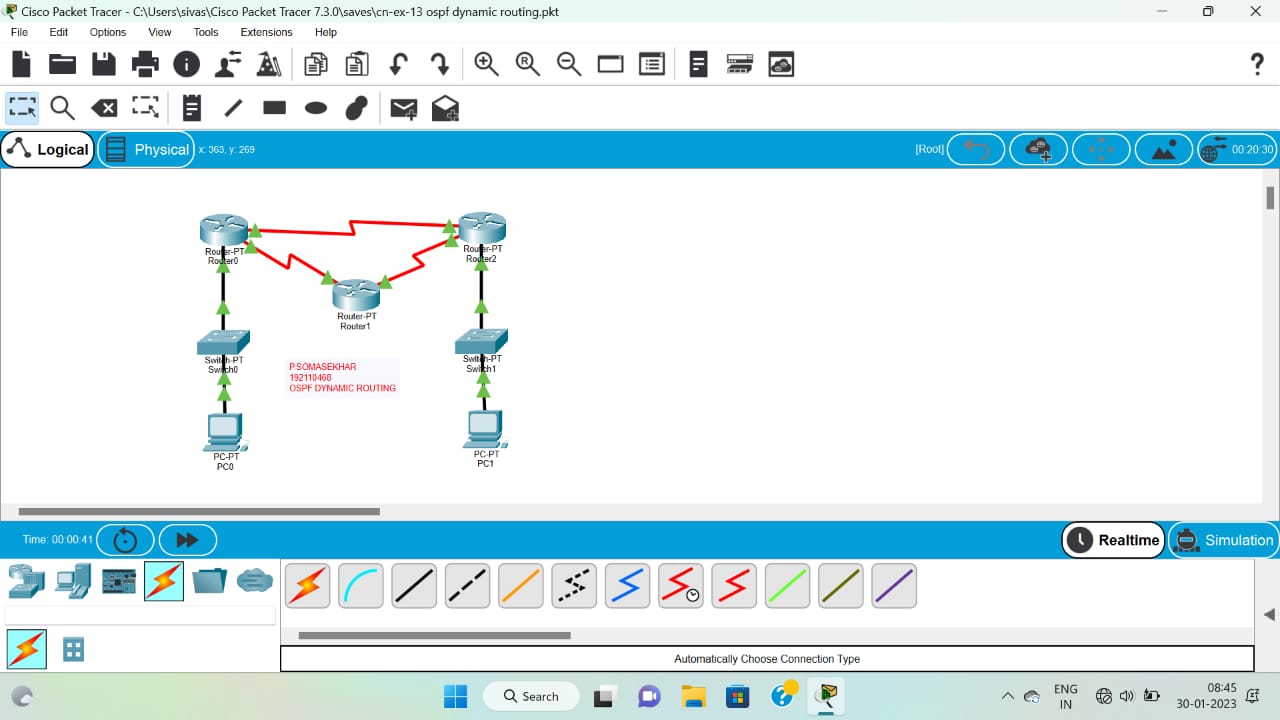 Cisco Packet Tracer - C:\Users\sivas\Cisco Packet Tracer 7.3.0\saves\cn-ex-13 ospf dynamic routing.pkt
File Edit Options View Tools Extensions Help
Logical Physical x: 363, y: 269 [Root] 00:20:30
Router-PT
Router0
Router-PT
Router2
Router-PT
Router1
Switch-PT
Switch0
Switch-PT
Switch1
P.SOMASEKHAR
192110468
OSPF DYNAMIC ROUTING
PC-PT
PC0
PC-PT
PC1
Time: 00:00:41 Realtime Simulation
Automatically Choose Connection Type
Search
ENG
IN
08:45
30-01-2023